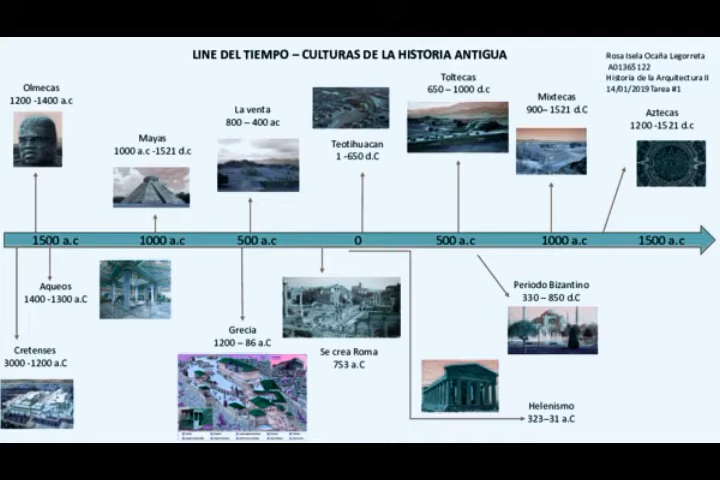 LINE DEL TIEMPO – CULTURAS DE LA HISTORIA ANTIGUA
Rosa Isela Ocaña Legorreta
A01365122
Historia de la Arquitectura II
14/01/2019 Tarea #1
Olmecas
1200 -1400 a.c
Mayas
1000 a.c -1521 d.c
La venta
800 – 400 ac
Teotihuacan
1 -650 d.C
Toltecas
650 – 1000 d.c
Mixtecas
900– 1521 D.C
Aztecas
1200 -1521 d.c
1500 a.c
1000 a.c
500 a.c
0
500 a.c
1000 a.c
1500 a.c
Aqueos
1400 -1300 a.C
Cretenses
3000 -1200 a.C
Grecia
1200 – 86 a.C
Se crea Roma
753 a.C
Periodo Bizantino
330 – 850 d.C
Helenismo
323–31 a.C